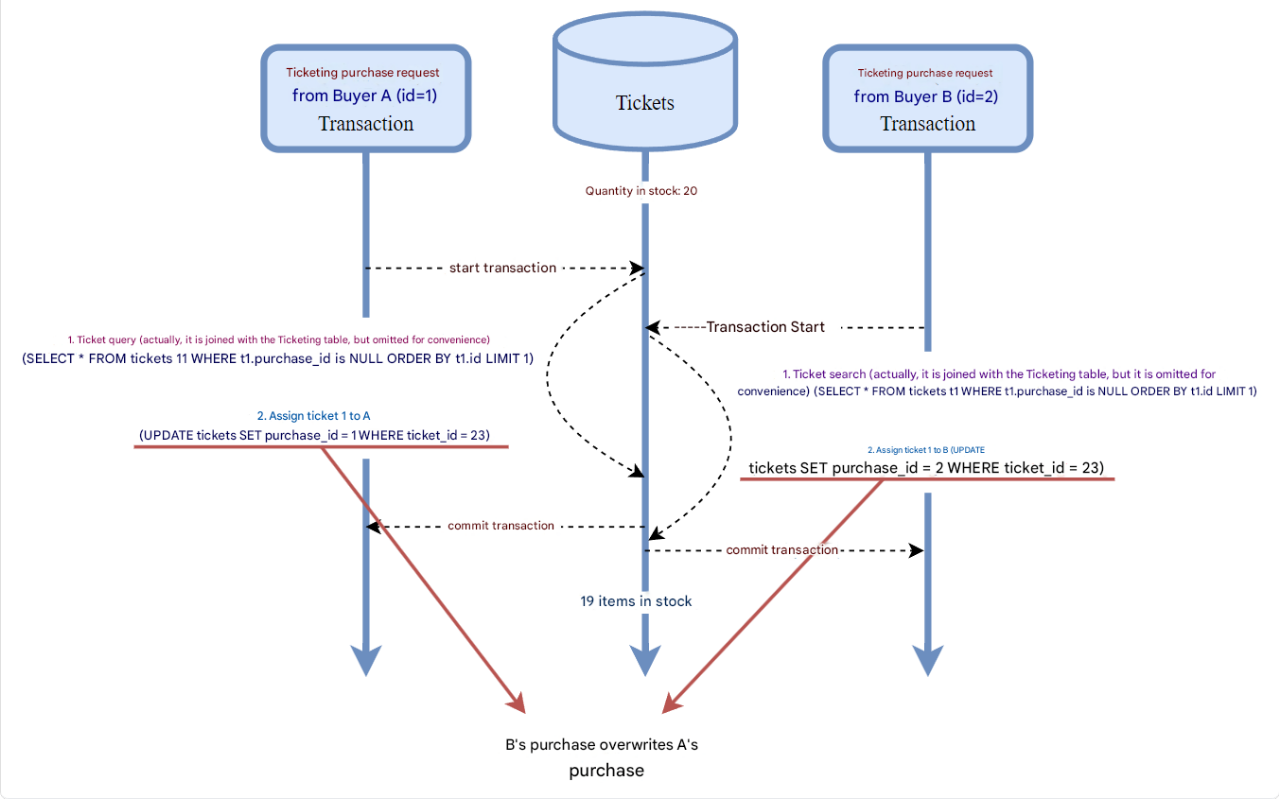 Ticketing purchase request
from Buyer A (id=1)
Transaction
Tickets
Ticketing purchase request
from Buyer B (id=2)
Transaction
Quantity in stock: 20
start transaction
-----Transaction Start
1. Ticket query (actually, it is joined with the Ticketing table, but omitted for convenience)
(SELECT * FROM tickets 11 WHERE t1.purchase_id is NULL ORDER BY t1.id LIMIT 1)
1. Ticket search (actually, it is joined with the Ticketing table, but it is omitted for
convenience) (SELECT * FROM tickets t1 WHERE t1.purchase_id is NULL ORDER BY t1.id LIMIT 1)
2. Assign ticket 1 to A
(UPDATE tickets SET purchase_id = 1 WHERE ticket_id = 23)
2. Assign ticket 1 to B (UPDATE
tickets SET purchase_id = 2 WHERE ticket_id = 23)
commit transaction
commit transaction
19 items in stock
B's purchase overwrites A's
purchase